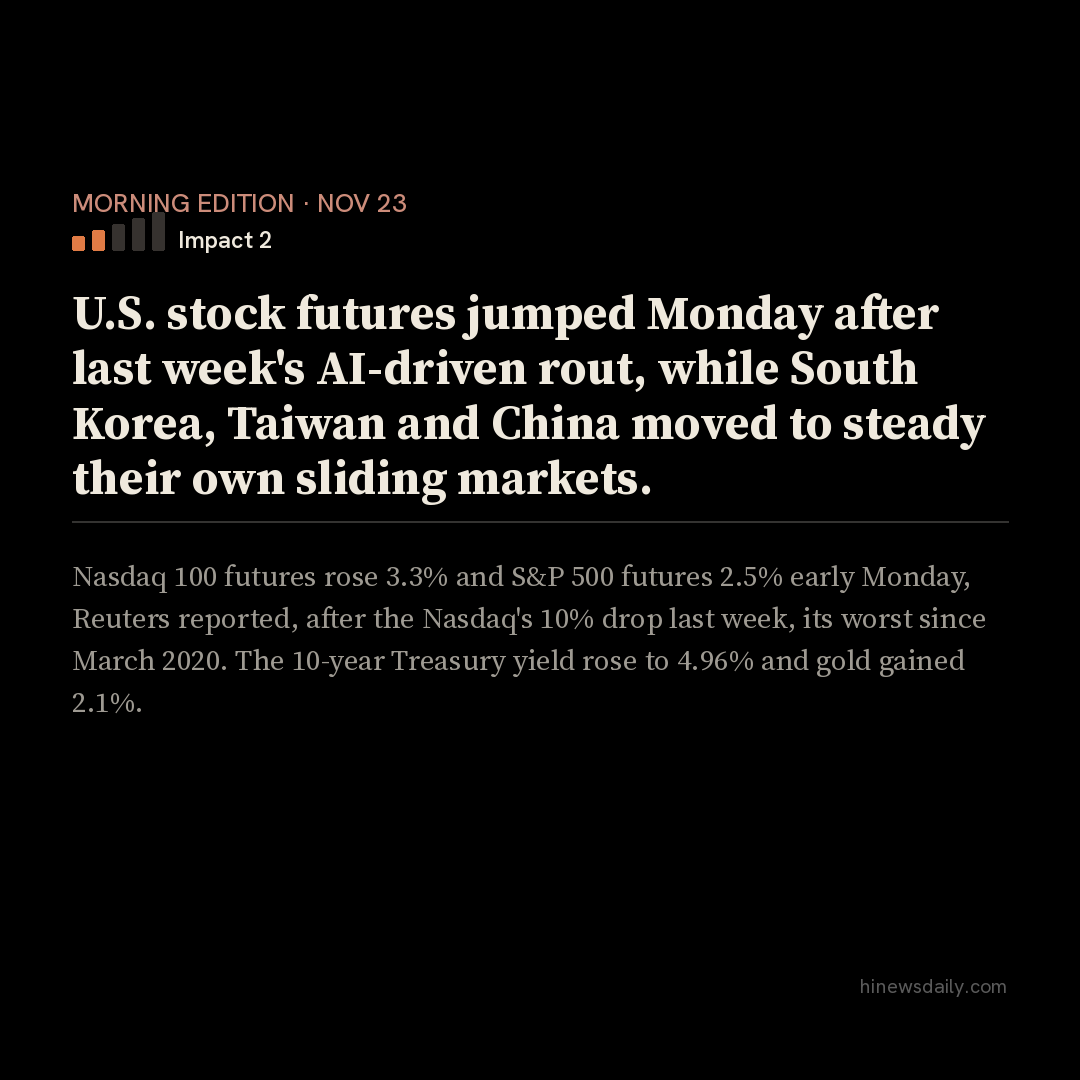 MORNING EDITION · NOV 23
Impact 2
U.S. stock futures jumped Monday after
last week's AI-driven rout, while South
Korea, Taiwan and China moved to steady
their own sliding markets.
Nasdaq 100 futures rose 3.3% and S&P 500 futures 2.5% early Monday,
Reuters reported, after the Nasdaq's 10% drop last week, its worst since
March 2020. The 10-year Treasury yield rose to 4.96% and gold gained
2.1%.
hinewsdaily.com